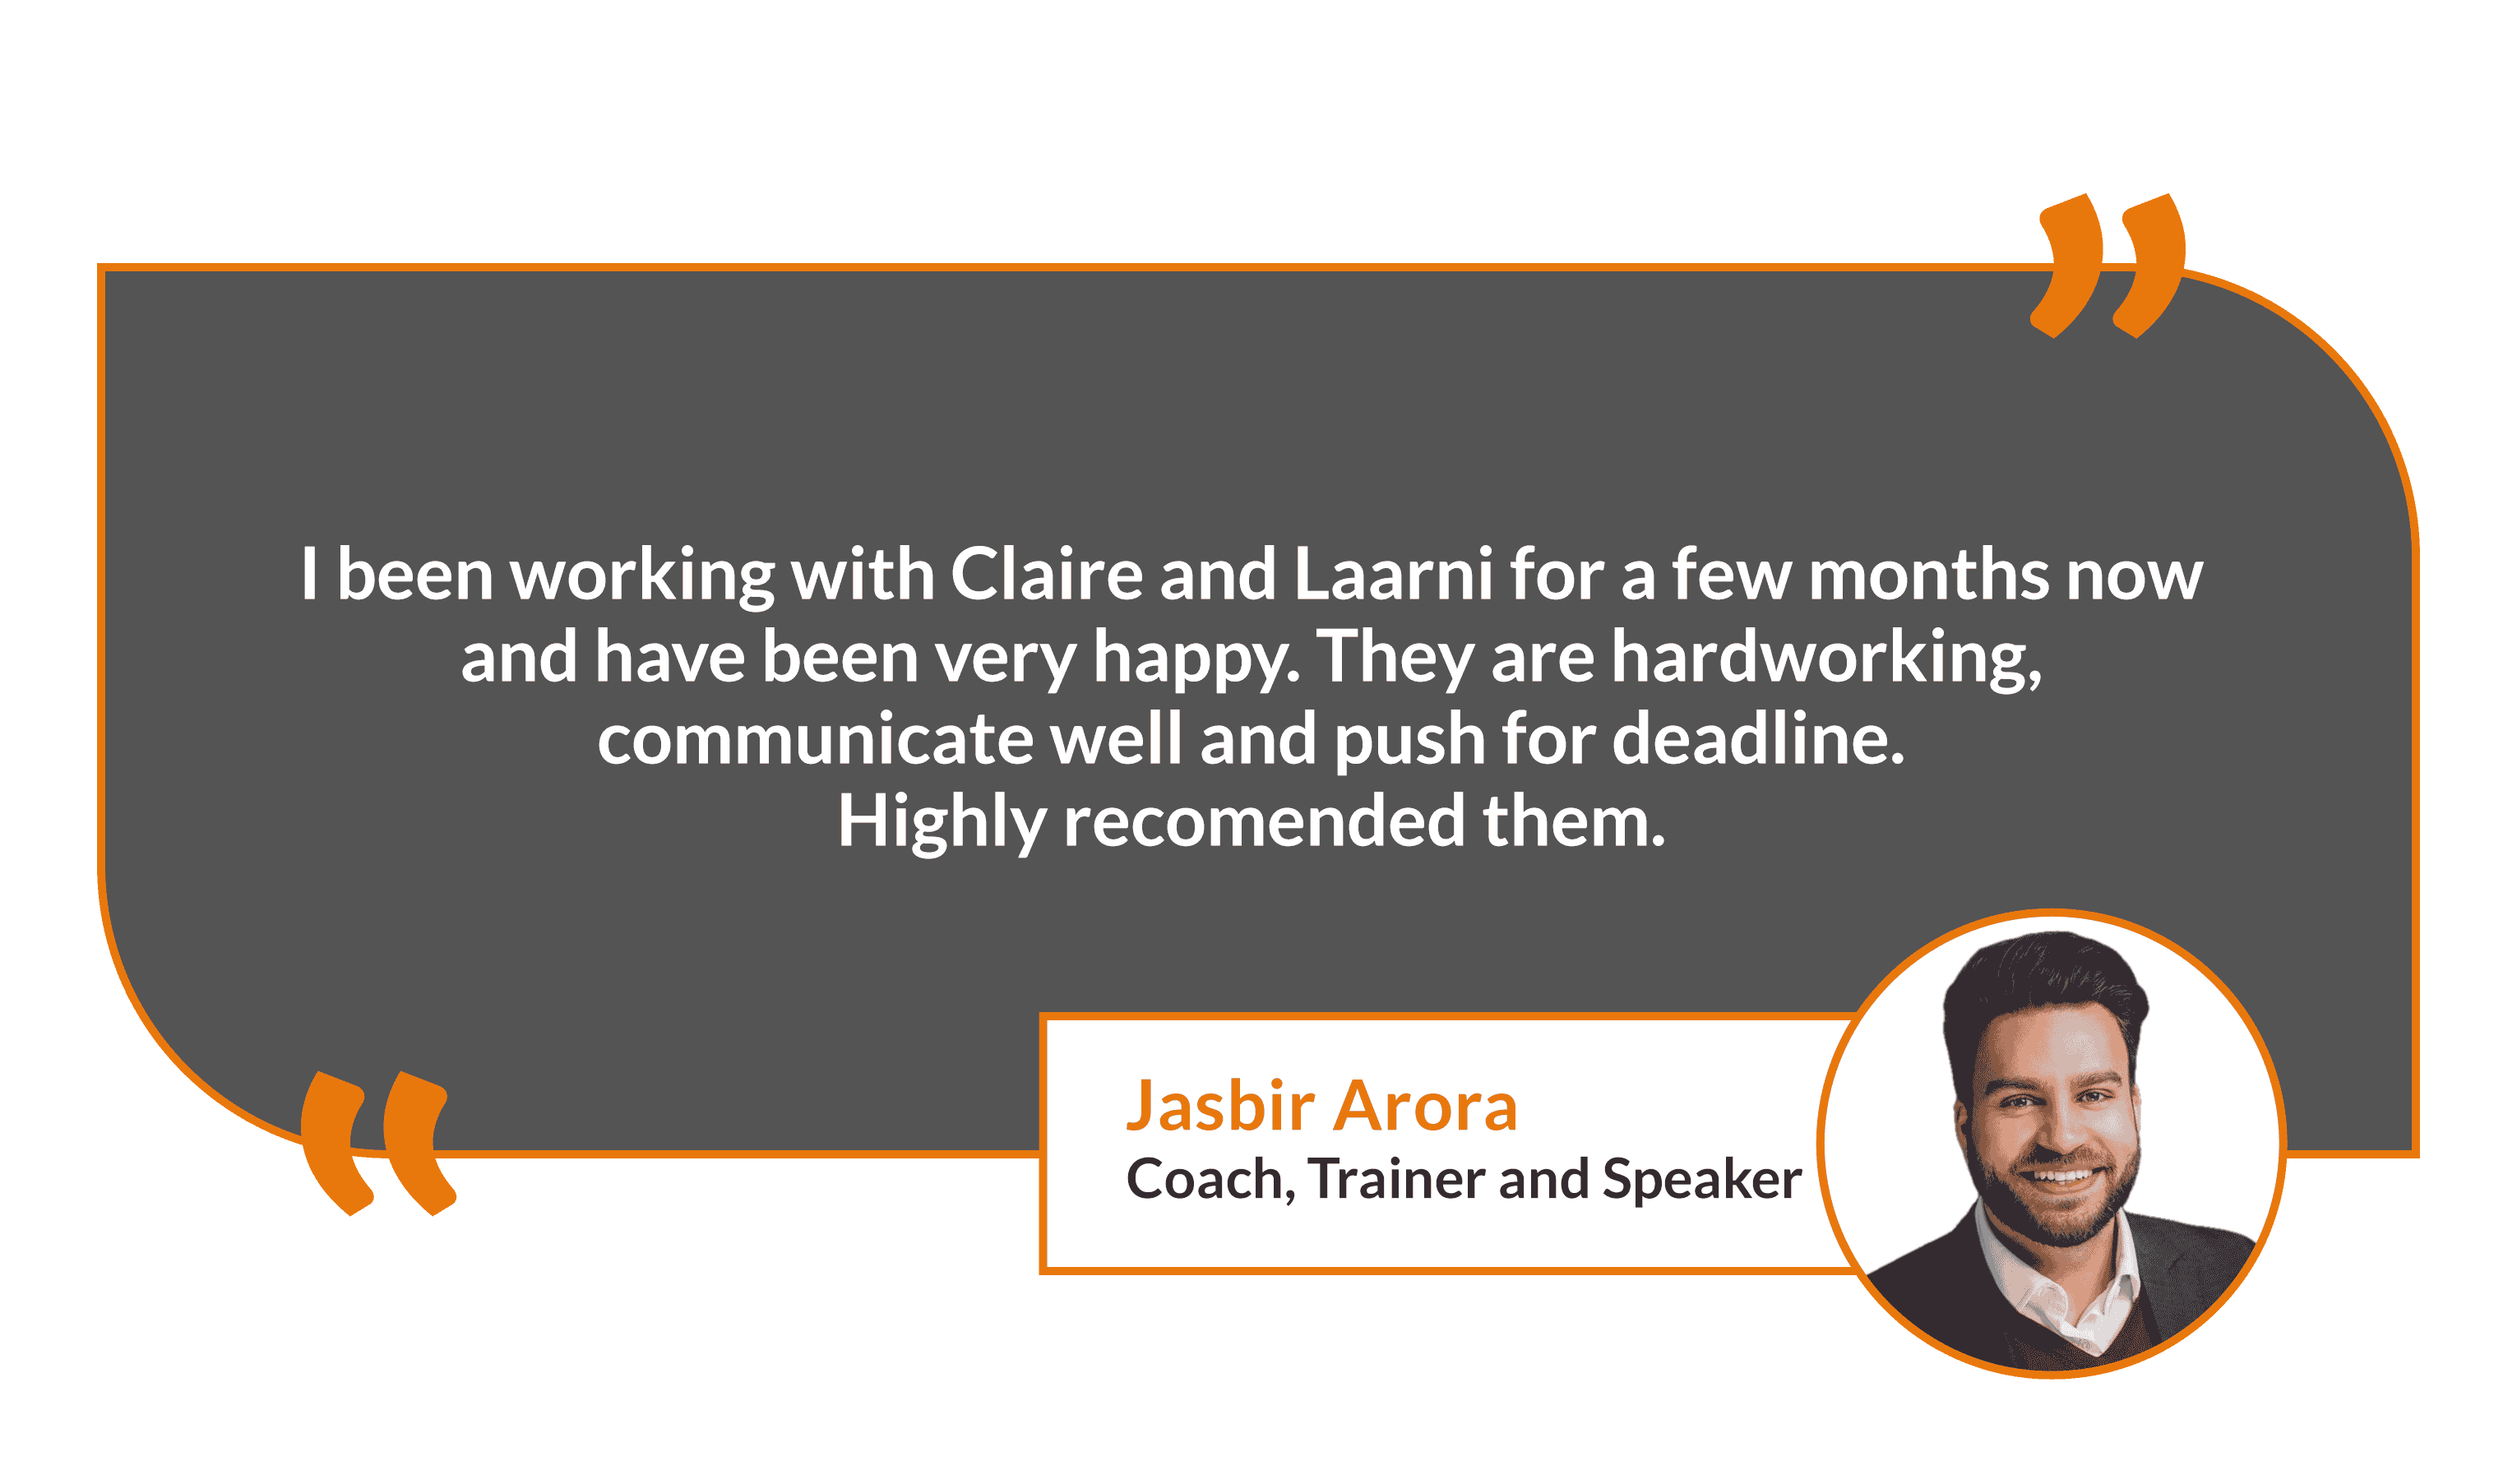 I been working with Claire and Laarni for a few months now
and have been very happy. They are hardworking,
communicate well and push for deadline.
Highly recomended them.
Jasbir Arora
Coach, Trainer and Speaker